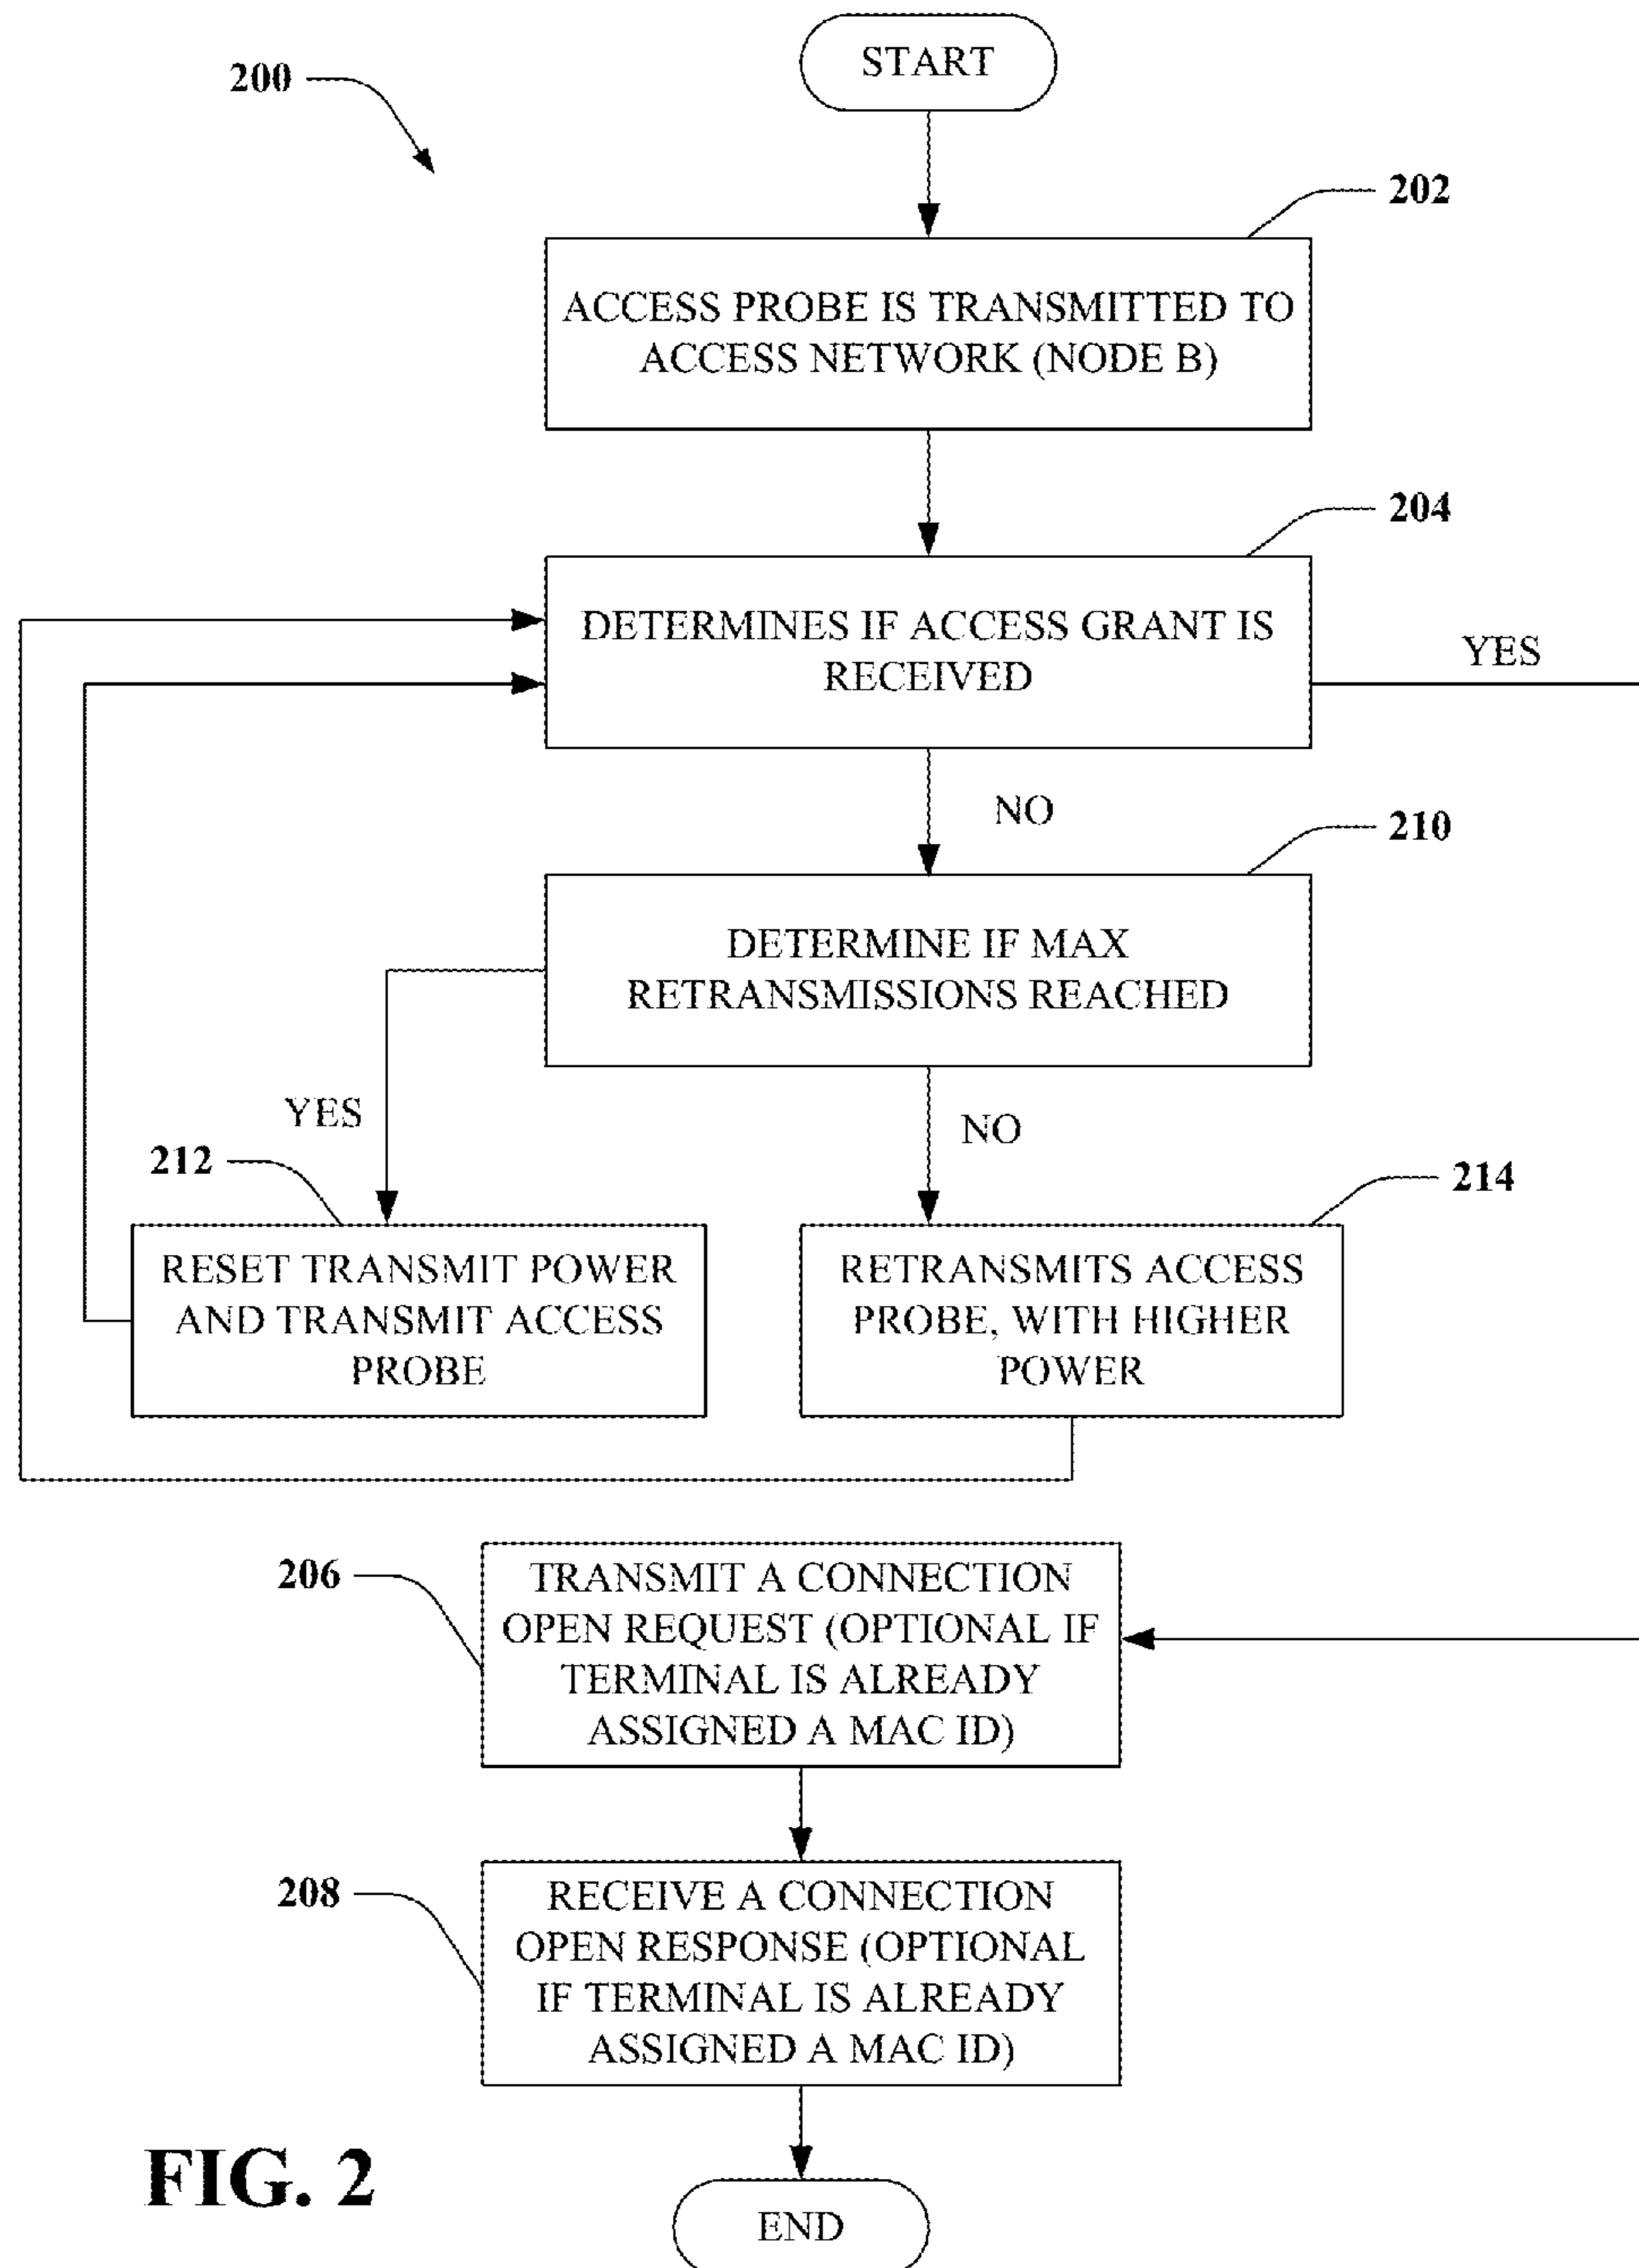 START
200
202
ACCESS PROBE IS TRANSMITTED TO
ACCESS NETWORK (NODE B)
204
DETERMINES IF ACCESS GRANT IS
RECEIVED
YES
NO
210
DETERMINE IF MAX
RETRANSMISSIONS REACHED
YES
NO
212
214
RESET TRANSMIT POWER
AND TRANSMIT ACCESS
PROBE
RETRANSMITS ACCESS
PROBE, WITH HIGHER
POWER
206
TRANSMIT A CONNECTION
OPEN REQUEST (OPTIONAL IF
TERMINAL IS ALREADY
ASSIGNED A MAC ID)
208
RECEIVE A CONNECTION
OPEN RESPONSE (OPTIONAL
IF TERMINAL IS ALREADY
ASSIGNED A MAC ID)
FIG. 2
END